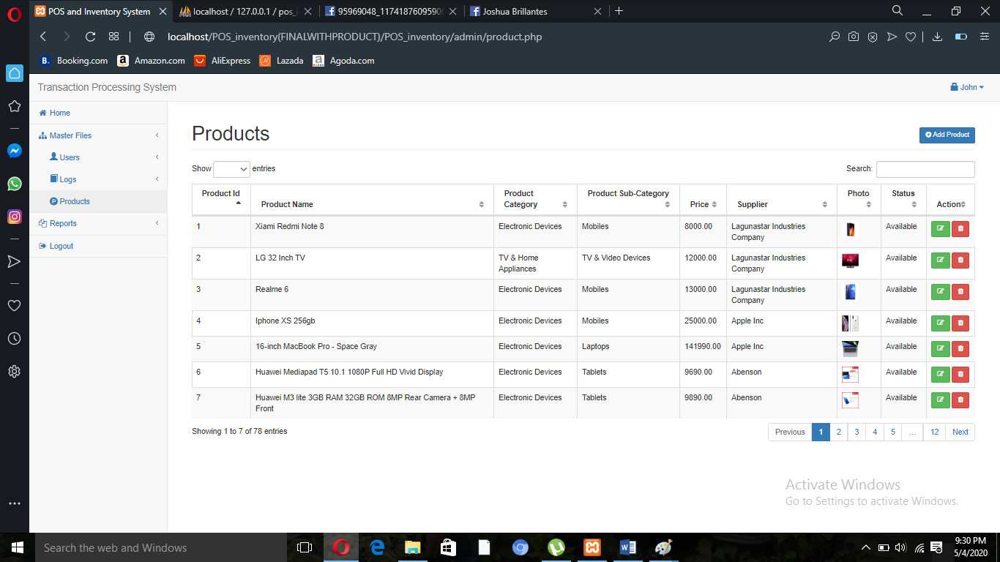 POS and Inventory System
localhost / 127.0.0.1 / pos_i
95969048_11741876095906
Joshua Brillantes
localhost/POS_inventory(FINALWITHPRODUCT)/POS_inventory/admin/product.php
B. Booking.com
a Amazon.com
AliExpress
Lazada
a Agoda.com
Transaction Processing System
John
Home
Master Files
Users
Logs
P Products
Reports
Logout
Products
Add Product
Show entries
Search:
Product Id Product Name Product Category Product Sub-Category Price Supplier Photo Status Action
1 Xiami Redmi Note 8 Electronic Devices Mobiles 8000.00 Lagunastar Industries Company Available
2 LG 32 Inch TV TV & Home Appliances TV & Video Devices 12000.00 Lagunastar Industries Company Available
3 Realme 6 Electronic Devices Mobiles 13000.00 Lagunastar Industries Company Available
4 Iphone XS 256gb Electronic Devices Mobiles 25000.00 Apple Inc Available
5 16-inch MacBook Pro - Space Gray Electronic Devices Laptops 141990.00 Apple Inc Available
6 Huawei Mediapad T5 10.1 1080P Full HD Vivid Display Electronic Devices Tablets 9690.00 Abenson Available
7 Huawei M3 lite 3GB RAM 32GB ROM 8MP Rear Camera + 8MP Front Electronic Devices Tablets 9890.00 Abenson Available
Showing 1 to 7 of 78 entries
Previous 1 2 3 4 5 … 12 Next
Activate Windows
Go to Settings to activate Windows.
Search the web and Windows
9:30 PM
5/4/2020